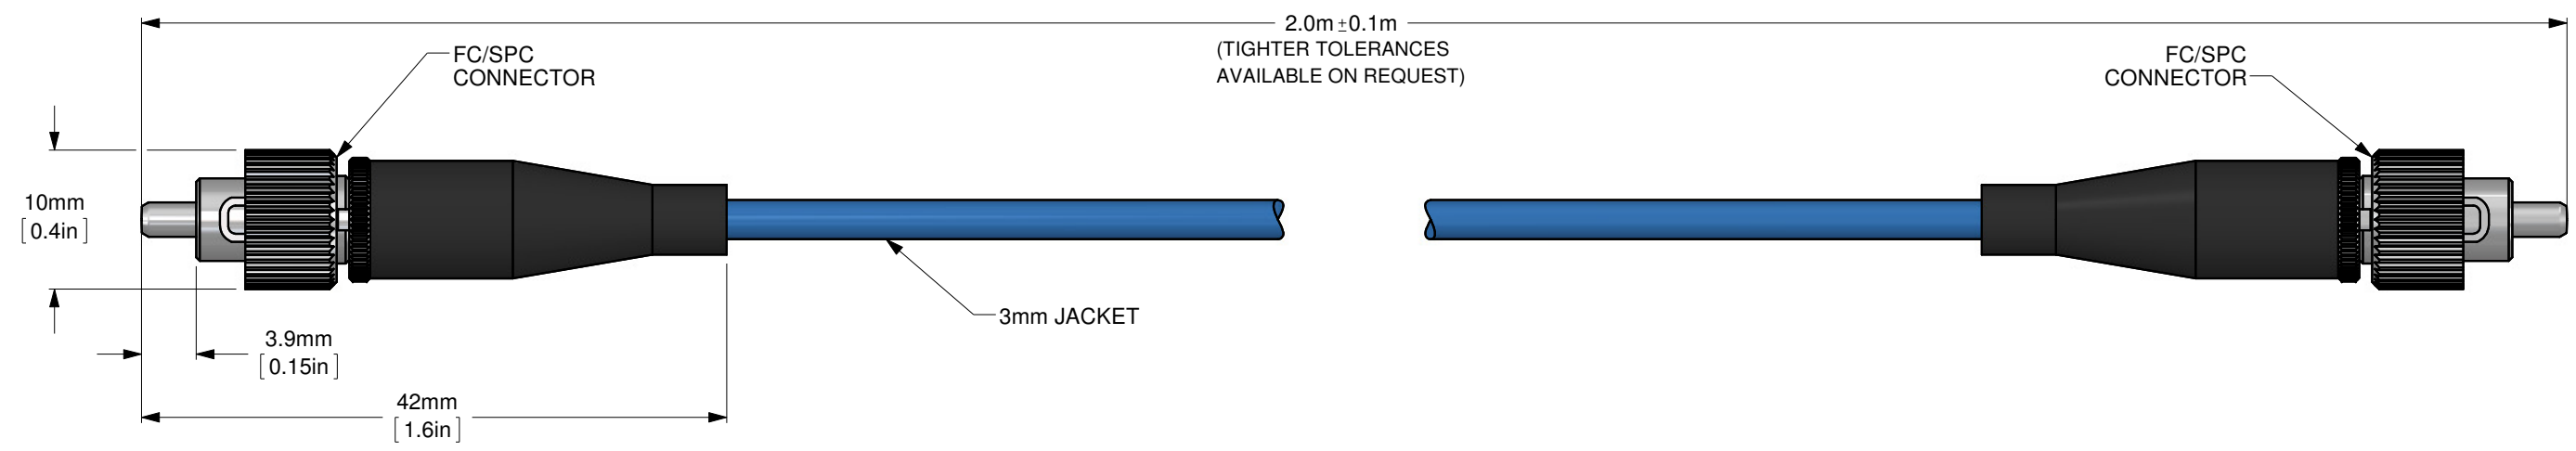 2.0m±0.1m
(TIGHTER TOLERANCES
AVAILABLE ON REQUEST)
FC/SPC
CONNECTOR
FC/SPC
CONNECTOR
10mm
[0.4in]
3mm JACKET
3.9mm
[0.15in]
42mm
[1.6in]